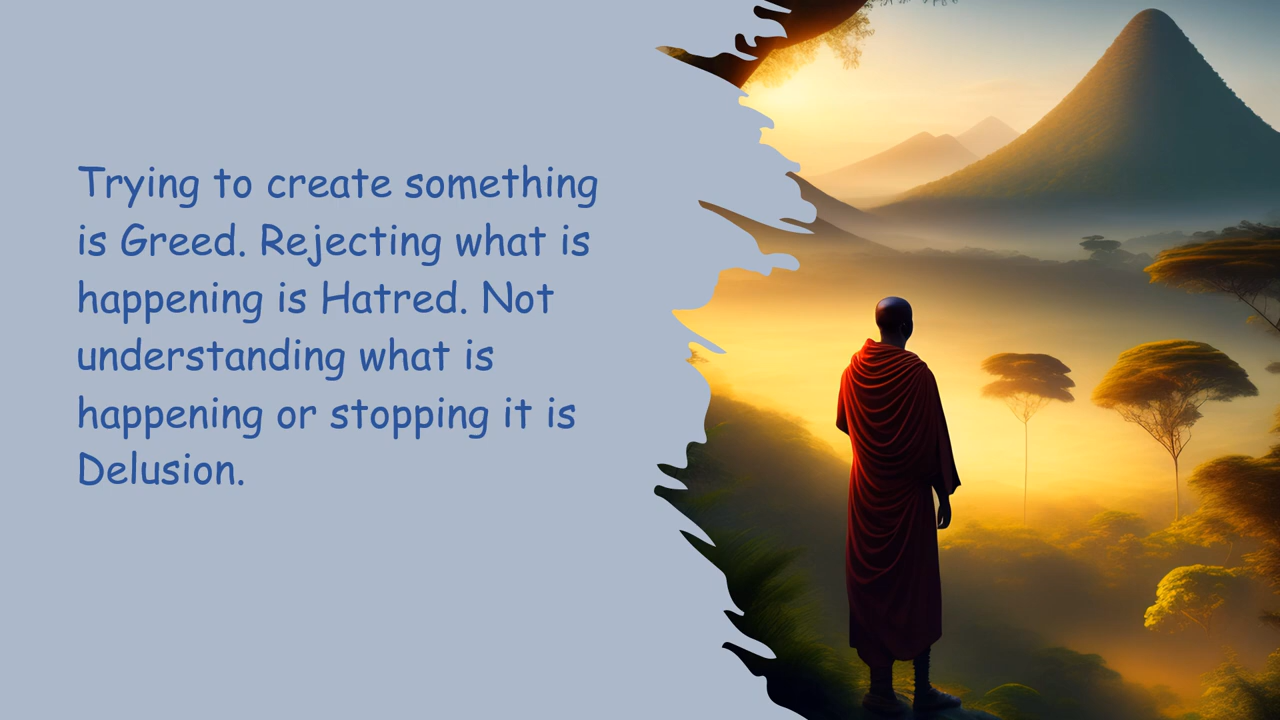 Trying to create something
is Greed. Rejecting what is
happening is Hatred. Not
understanding what is
happening or stopping it is
Delusion.